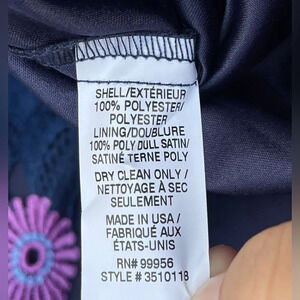 SHELL/EXTÉRIEUR
100% POLYESTER/
POLYESTER
LINING/DOUBLURE
100% POLY DULL SATIN/
SATINÉ TERNE POLY
DRY CLEAN ONLY /
NETTOYAGE À SEC
SEULEMENT
MADE IN USA /
FABRIQUÉ AUX
ÉTATS-UNIS
RN# 99956
STYLE # 3510118